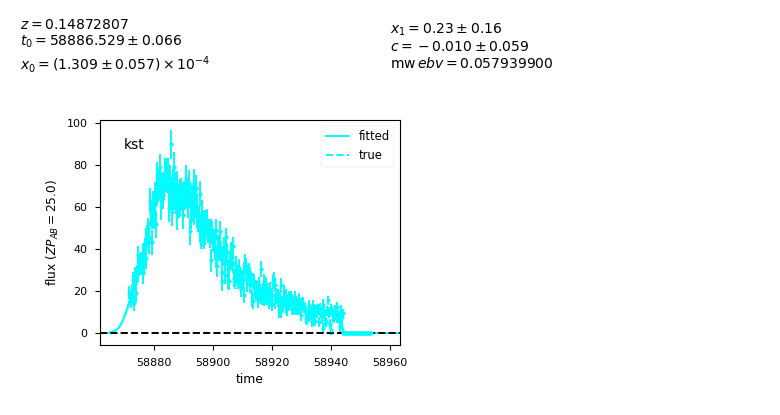 z = 0.14872807
t₀ = 58886.529 ± 0.066
x₀ = (1.309 ± 0.057) × 10⁻⁴
x₁ = 0.23 ± 0.16
c = −0.010 ± 0.059
mw ebv = 0.057939900
kst
fitted
true
100
80
60
40
20
0
flux (ZP_AB = 25.0)
58880 58900 58920 58940 58960
time